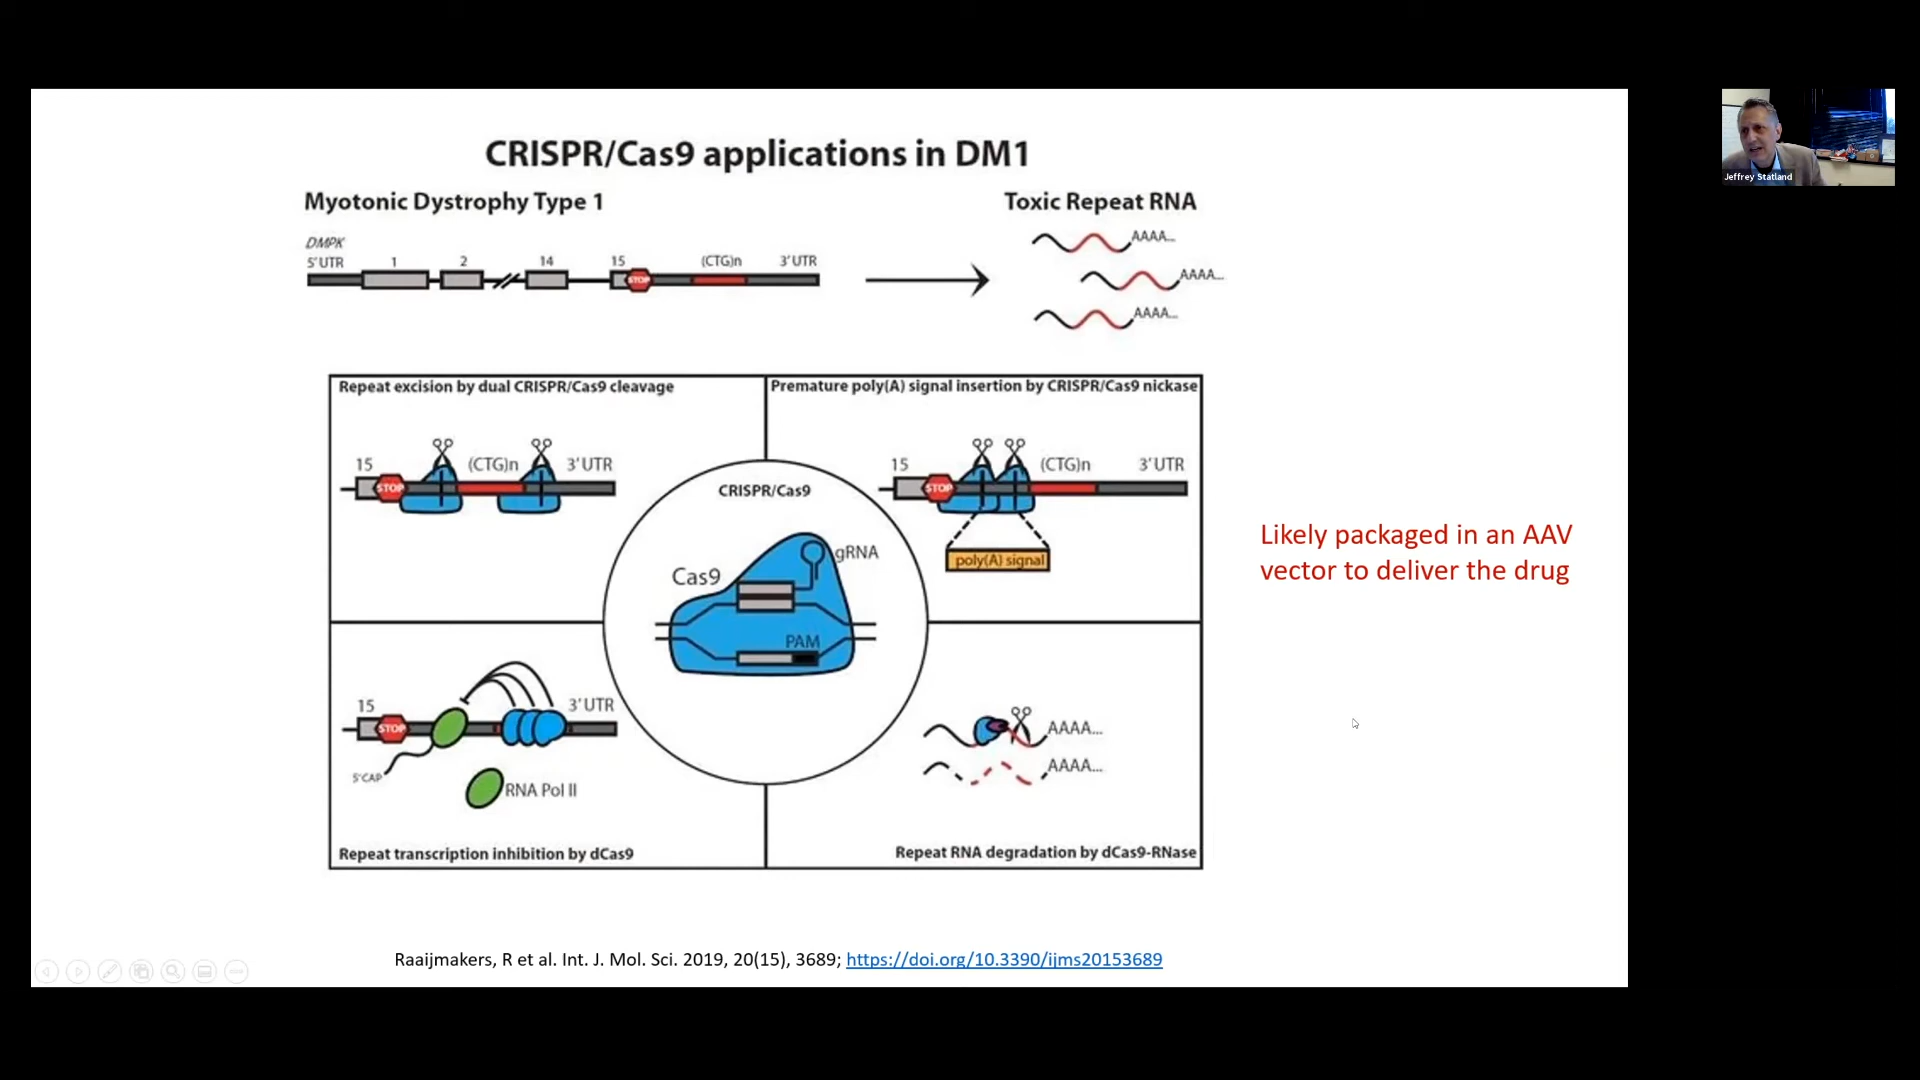 CRISPR/Cas9 applications in DM1
Myotonic Dystrophy Type 1
Toxic Repeat RNA
DMPK
5'UTR 1 2 14 15 (CTG)n 3'UTR
STOP
AAAA...
AAAA...
AAAA...
Repeat excision by dual CRISPR/Cas9 cleavage
15 (CTG)n 3'UTR
STOP
Premature poly(A) signal insertion by CRISPR/Cas9 nickase
15 (CTG)n 3'UTR
STOP
poly(A) signal
CRISPR/Cas9
gRNA
Cas9
PAM
15 3'UTR
STOP
5'CAP
RNA Pol II
Repeat transcription inhibition by dCas9
AAAA...
AAAA...
Repeat RNA degradation by dCas9-RNase
Likely packaged in an AAV
vector to deliver the drug
Raaijmakers, R et al. Int. J. Mol. Sci. 2019, 20(15), 3689; https://doi.org/10.3390/ijms20153689
Jeffrey Statland